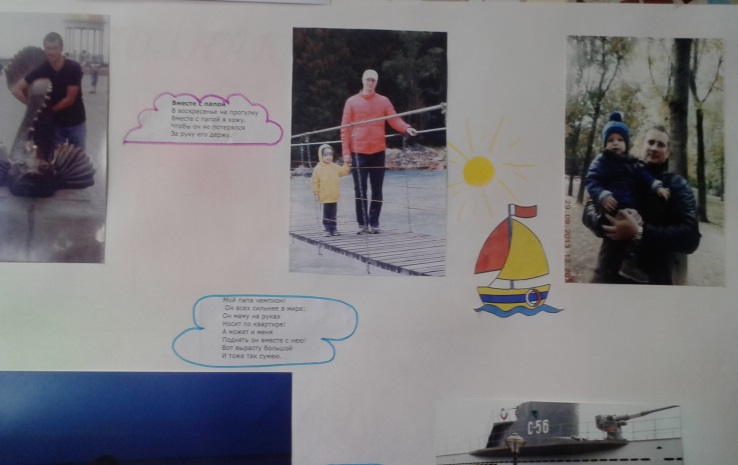 Вместе с папой
В воскресенье на прогулку
Вместе с папой я хожу.
Чтобы он не потерялся
За руку его держу.
Мой папа чемпион!
Он всех сильнее в мире;
Он маму на руках
Носит по квартире!
А может и меня
Поднять он вместе с нею!
Вот вырасту большой
И тоже так сумею.
С-56